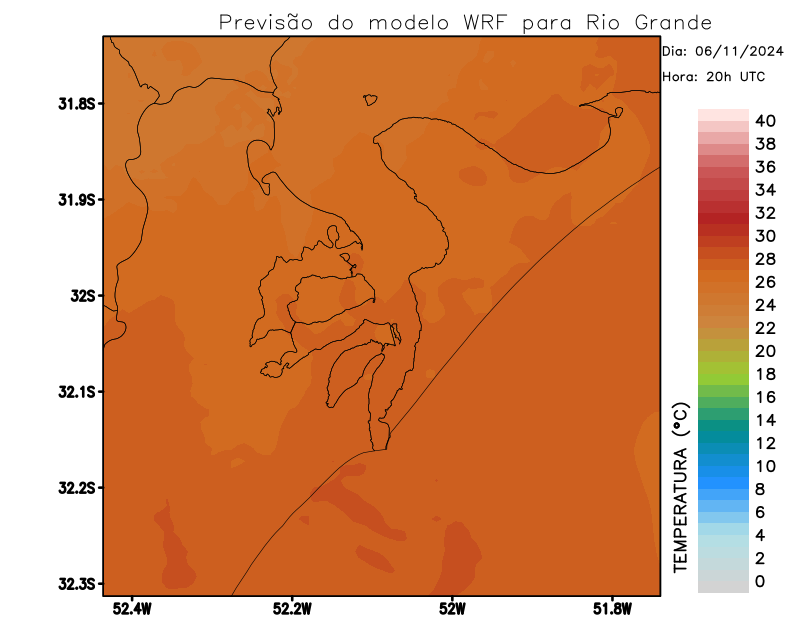 Previsão do modelo WRF para Rio Grande
Dia: 06/11/2024
Hora: 20h UTC
31.8S
31.9S
32S
32.1S
32.2S
32.3S
52.4W
52.2W
52W
51.8W
TEMPERATURA (°C)
40
38
36
34
32
30
28
26
24
22
20
18
16
14
12
10
8
6
4
2
0